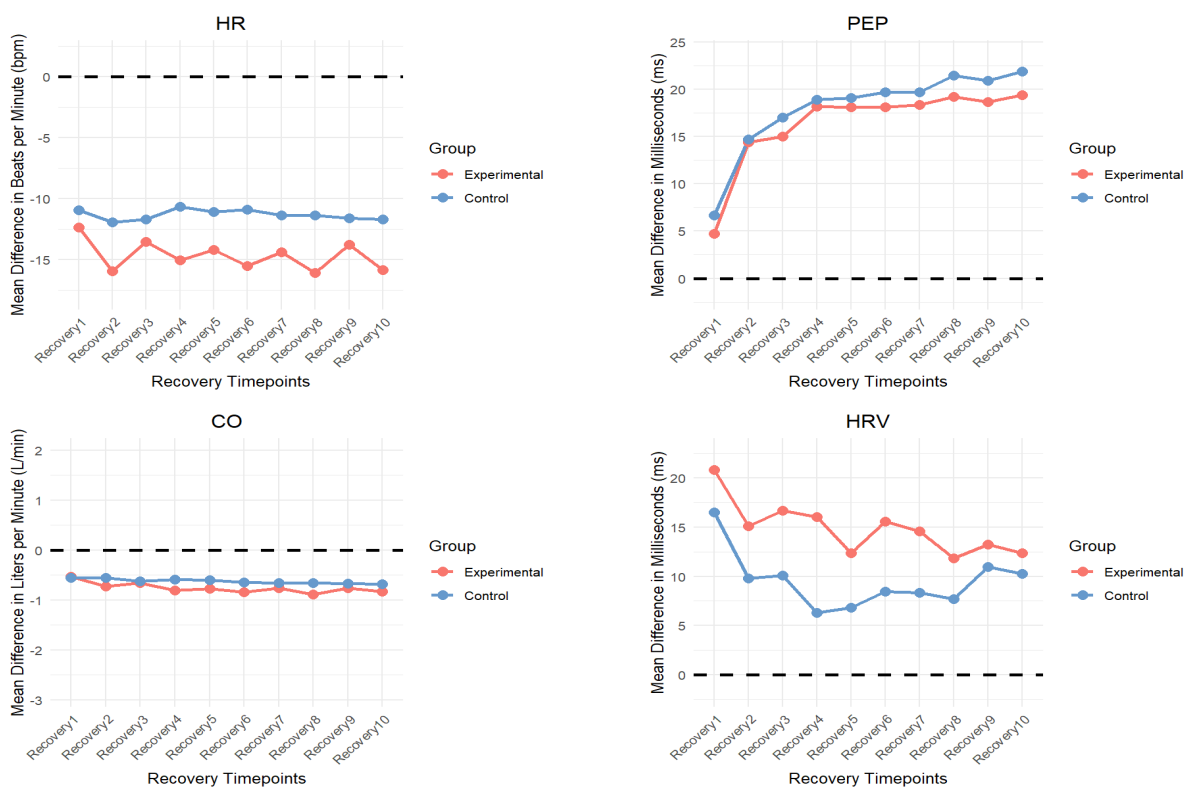 HR
Mean Difference in Beats per Minute (bpm)
0
-5
-10
-15
Recovery1
Recovery2
Recovery3
Recovery4
Recovery5
Recovery6
Recovery7
Recovery8
Recovery9
Recovery10
Recovery Timepoints
Group
Experimental
Control
PEP
Mean Difference in Milliseconds (ms)
25
20
15
10
5
0
Recovery1
Recovery2
Recovery3
Recovery4
Recovery5
Recovery6
Recovery7
Recovery8
Recovery9
Recovery10
Recovery Timepoints
Group
Experimental
Control
CO
Mean Difference in Liters per Minute (L/min)
2
1
0
-1
-2
-3
Recovery1
Recovery2
Recovery3
Recovery4
Recovery5
Recovery6
Recovery7
Recovery8
Recovery9
Recovery10
Recovery Timepoints
Group
Experimental
Control
HRV
Mean Difference in Milliseconds (ms)
20
15
10
5
0
Recovery1
Recovery2
Recovery3
Recovery4
Recovery5
Recovery6
Recovery7
Recovery8
Recovery9
Recovery10
Recovery Timepoints
Group
Experimental
Control